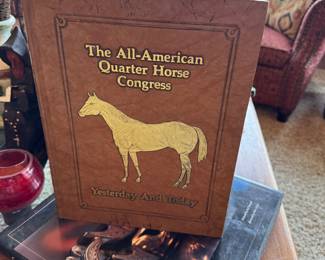 The All-American
Quarter Horse
Congress
Yesterday And Today